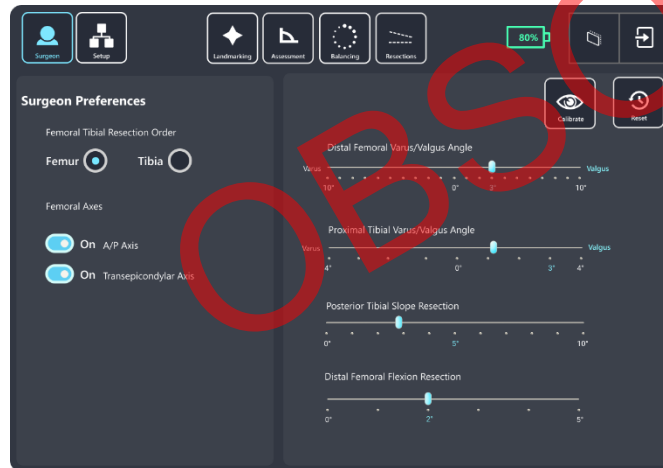 80%
Surgeon
Setup
Landmarking
Assessment
Balancing
Resections
Calibrate
Reset
Surgeon Preferences
Femoral Tibial Resection Order
Femur
Tibia
Femoral Axes
On A/P Axis
On Transepicondylar Axis
Distal Femoral Varus/Valgus Angle
Varus
Valgus
10° 0° 3° 10°
Proximal Tibial Varus/Valgus Angle
Varus
Valgus
4° 0° 3° 4°
Posterior Tibial Slope Resection
0° 5° 10°
Distal Femoral Flexion Resection
0° 2° 5°